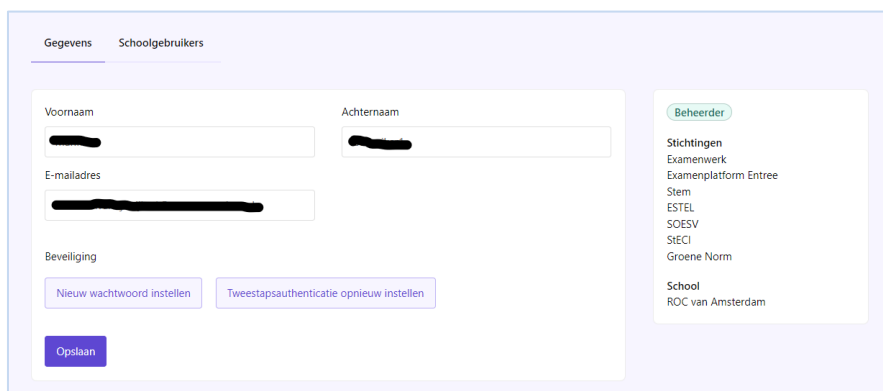 Gegevens Schoolgebruikers
Voornaam Achternaam
E-mailadres
Beveiliging
Nieuw wachtwoord instellen Tweestapsauthenticatie opnieuw instellen
Opslaan
Beheerder
Stichtingen
Examenwerk
Examenplatform Entree
Stem
ESTEL
SOESV
StECI
Groene Norm
School
ROC van Amsterdam